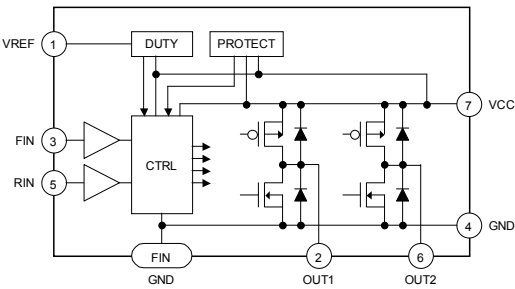 VREF 1 DUTY PROTECT
7 VCC
FIN 3
CTRL
RIN 5
4 GND
FIN 2 6
GND OUT1 OUT2